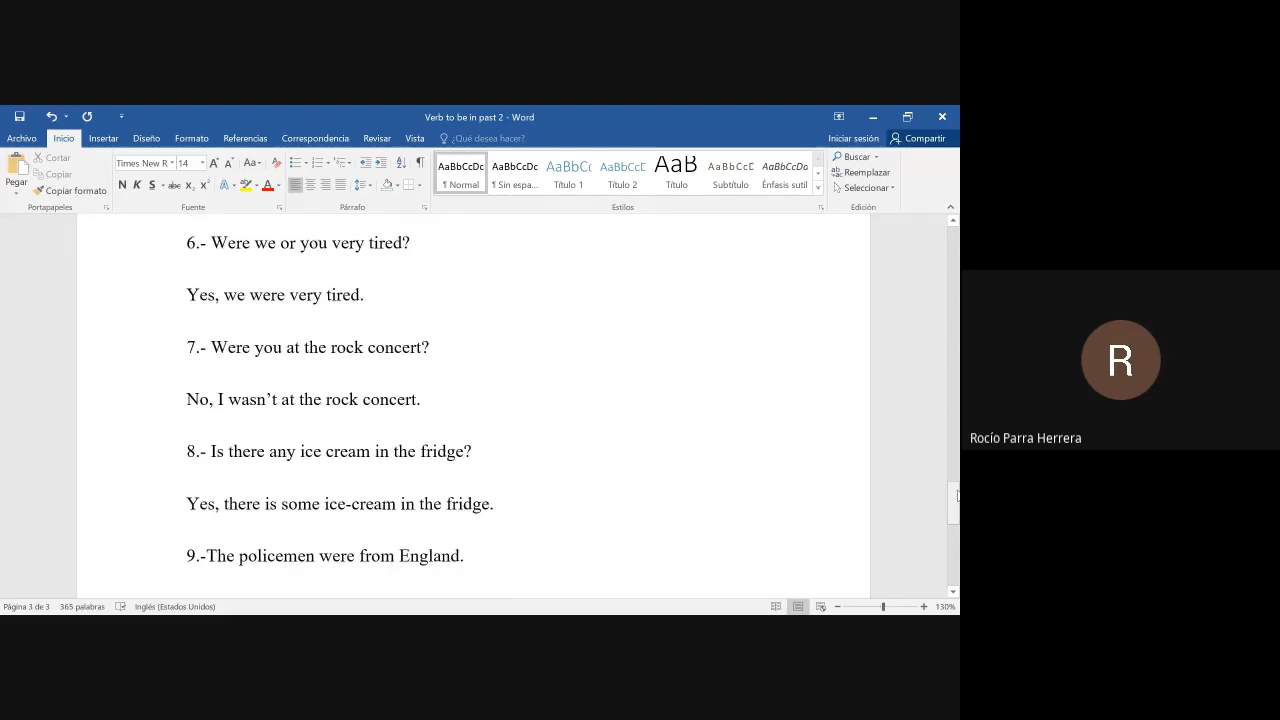 Verb to be in past 2 - Word
Archivo Inicio Insertar Diseño Formato Referencias Correspondencia Revisar Vista ¿Qué desea hacer? Iniciar sesión Compartir
Pegar
Cortar
Copiar
Copiar formato
Portapapeles
Times New R 14
N K S abc x₂ x²
Fuente
Párrafo
AaBbCcDc AaBbCcDc AaBbCc AaBbCcE AaB AaBbCcD AaBbCcDa
¶ Normal ¶ Sin espa... Título 1 Título 2 Título Subtítulo Énfasis sutil
Estilos
Buscar
Reemplazar
Seleccionar
Edición
6.- Were we or you very tired?
Yes, we were very tired.
7.- Were you at the rock concert?
No, I wasn’t at the rock concert.
8.- Is there any ice cream in the fridge?
Yes, there is some ice-cream in the fridge.
9.-The policemen were from England.
Página 3 de 3 365 palabras Inglés (Estados Unidos) 130%
R
Rocío Parra Herrera